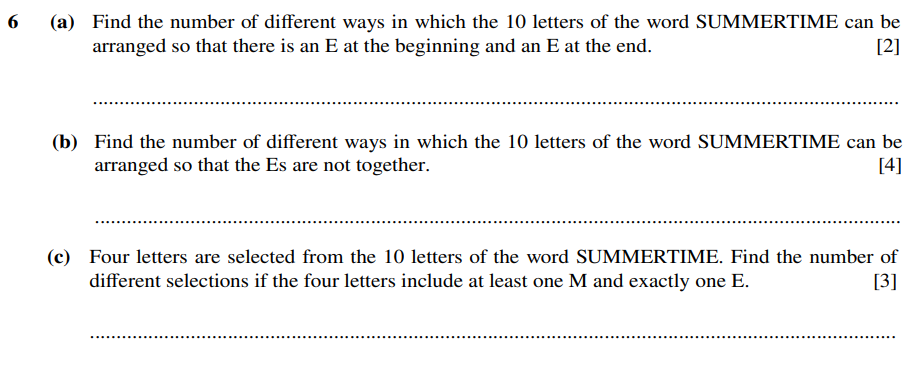 6 (a) Find the number of different ways in which the 10 letters of the word SUMMERTIME can be
arranged so that there is an E at the beginning and an E at the end. [2]
................................................................................
(b) Find the number of different ways in which the 10 letters of the word SUMMERTIME can be
arranged so that the Es are not together. [4]
................................................................................
(c) Four letters are selected from the 10 letters of the word SUMMERTIME. Find the number of
different selections if the four letters include at least one M and exactly one E. [3]
................................................................................